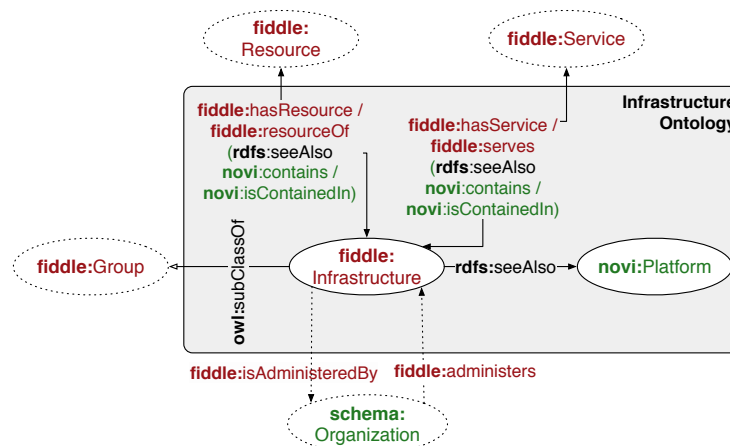 fiddle:
Resource
fiddle:Service
Infrastructure
Ontology
fiddle:hasResource /
fiddle:resourceOf
(rdfs:seeAlso
novi:contains /
novi:isContainedIn)
fiddle:hasService /
fiddle:serves
(rdfs:seeAlso
novi:contains /
novi:isContainedIn)
fiddle:Group
owl:subClassOf
fiddle:
Infrastructure
rdfs:seeAlso
novi:Platform
fiddle:isAdministeredBy
fiddle:administers
schema:
Organization